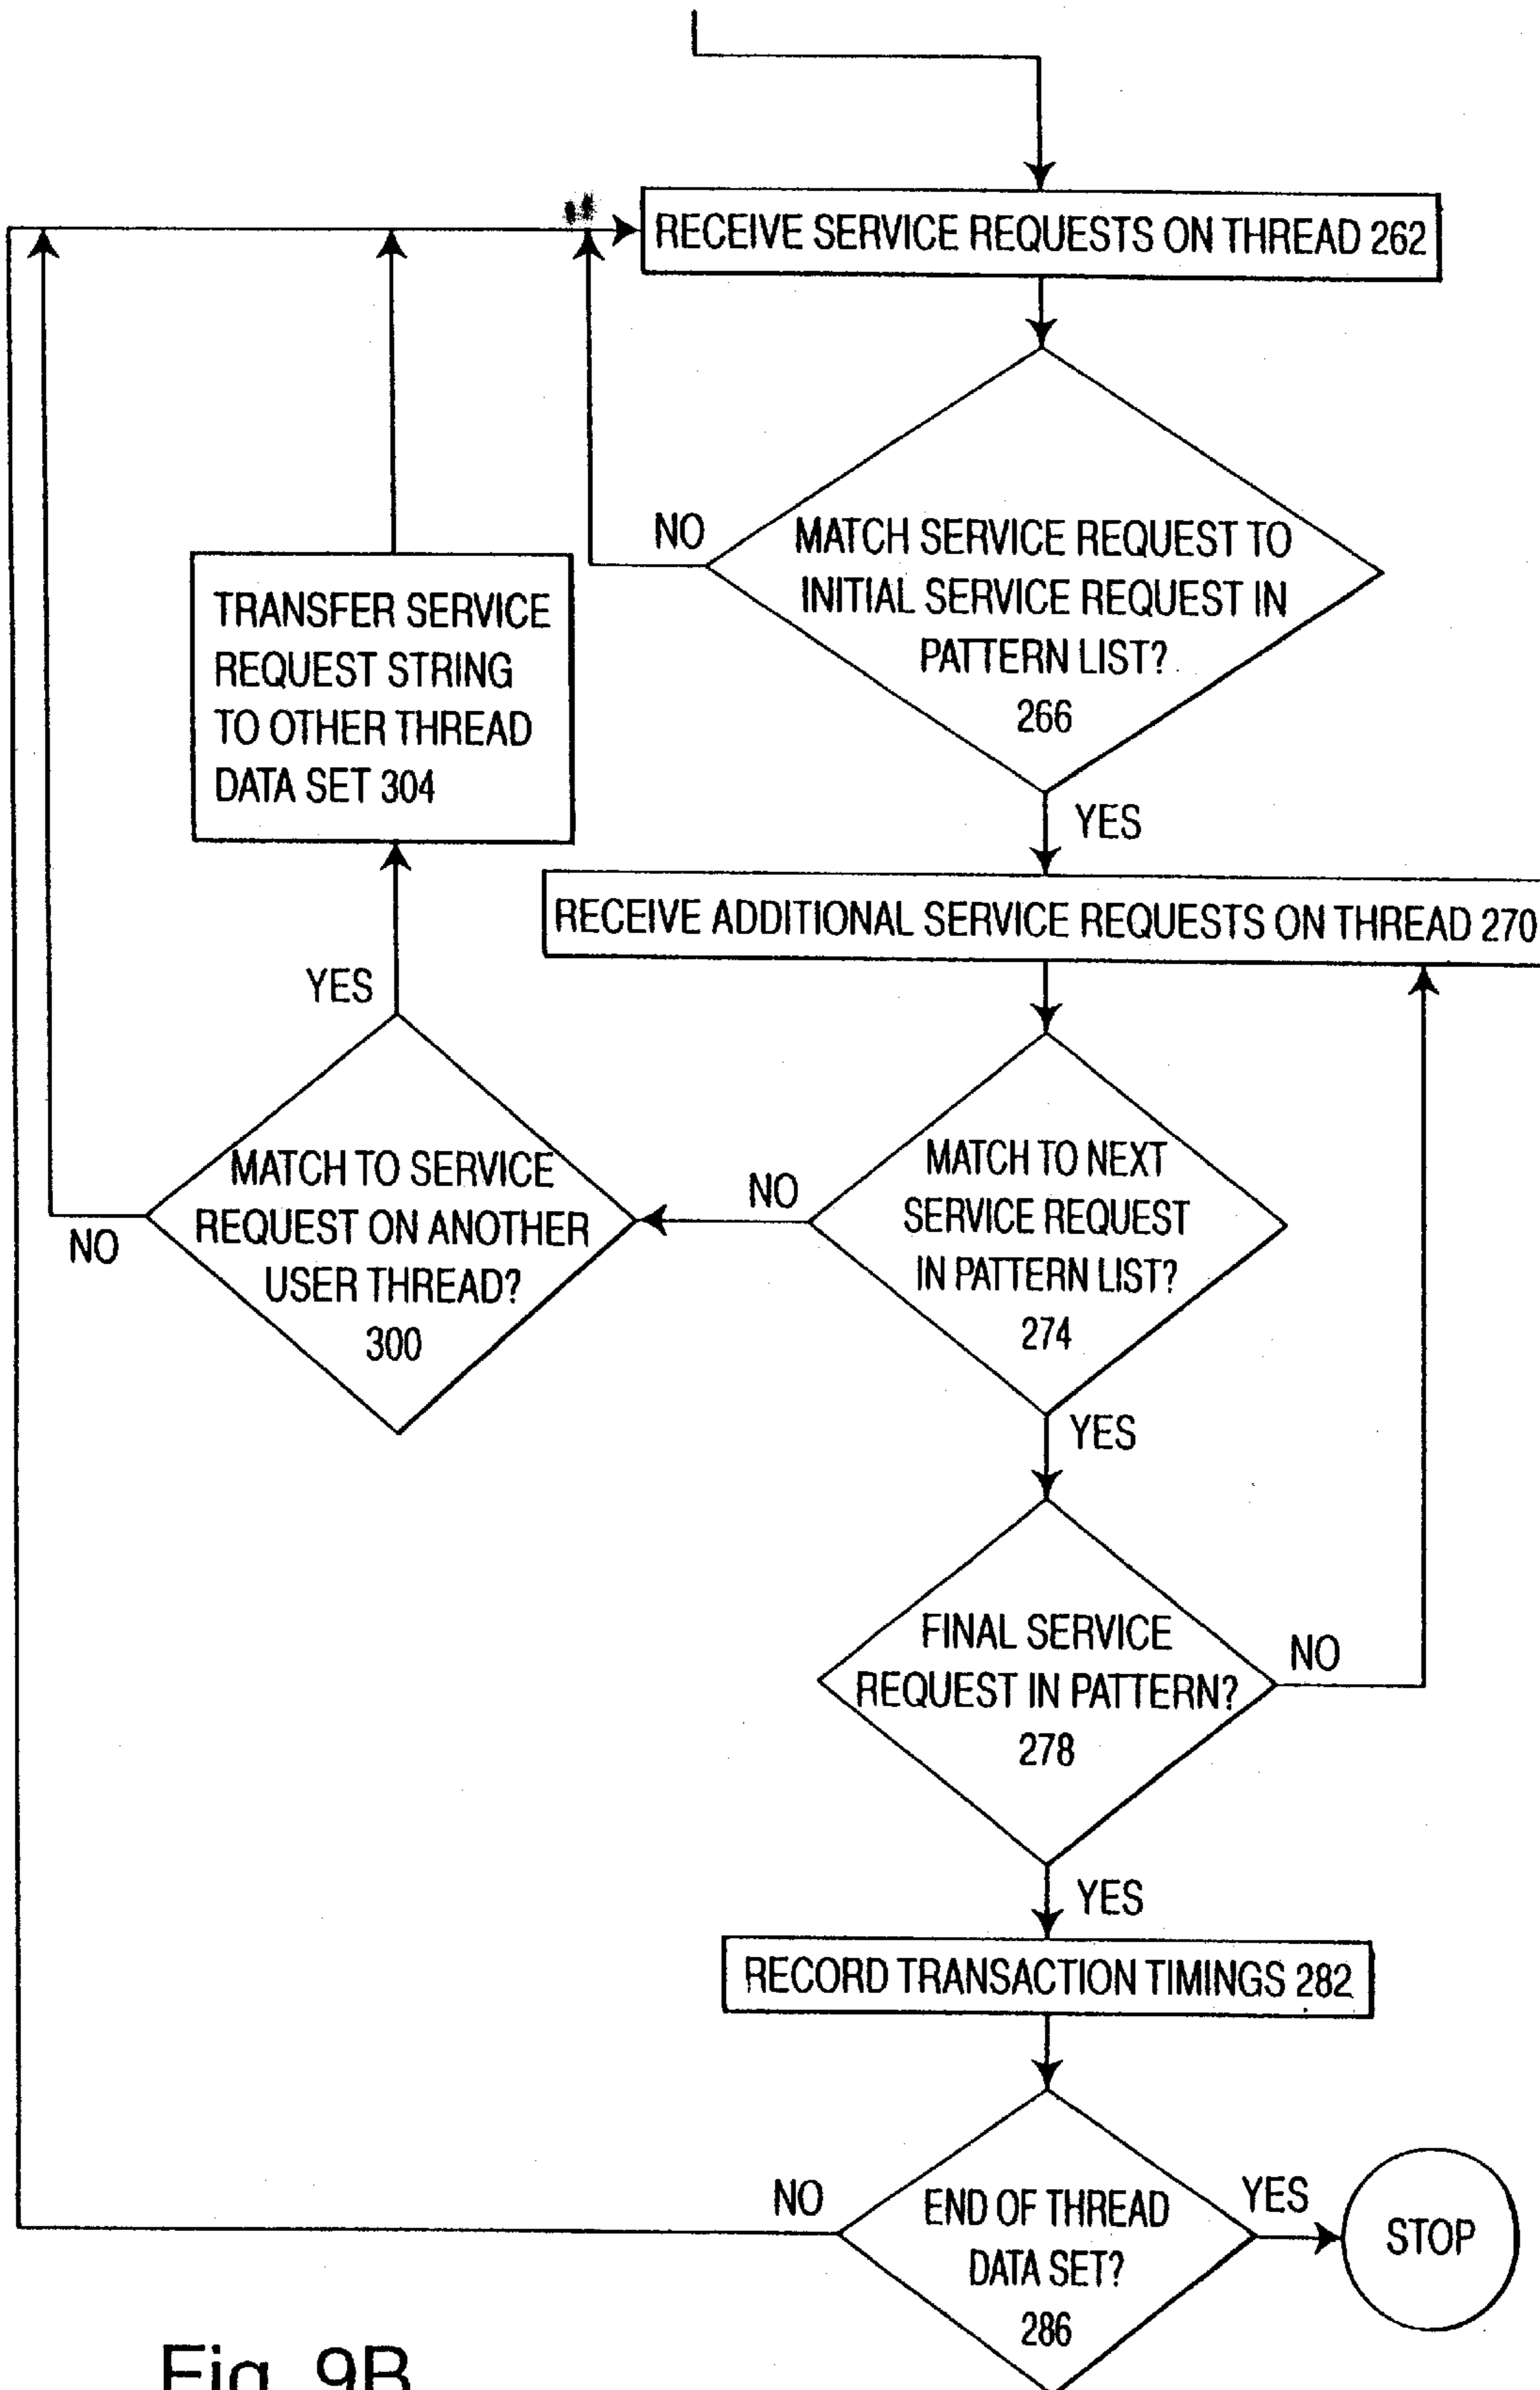 RECEIVE SERVICE REQUESTS ON THREAD 262
NO
MATCH SERVICE REQUEST TO
INITIAL SERVICE REQUEST IN
PATTERN LIST?
266
YES
TRANSFER SERVICE
REQUEST STRING
TO OTHER THREAD
DATA SET 304
RECEIVE ADDITIONAL SERVICE REQUESTS ON THREAD 270
YES
MATCH TO SERVICE
REQUEST ON ANOTHER
USER THREAD?
300
NO
NO
MATCH TO NEXT
SERVICE REQUEST
IN PATTERN LIST?
274
YES
FINAL SERVICE
REQUEST IN PATTERN?
278
NO
YES
RECORD TRANSACTION TIMINGS 282
NO
END OF THREAD
DATA SET?
286
YES
STOP
Fig. 9B